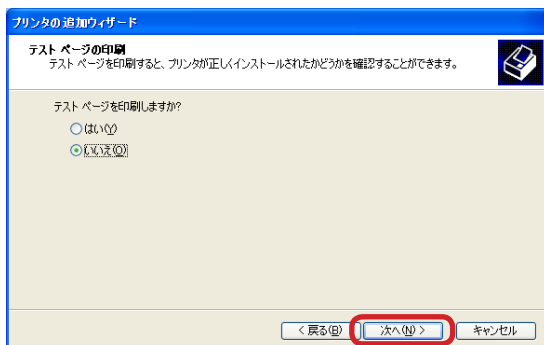 プリンタの追加ウィザード
テスト ページの印刷
テスト ページを印刷すると、プリンタが正しくインストールされたかどうかを確認することができます。
テスト ページを印刷しますか?
はい(Y)
いいえ(O)
< 戻る(B) 次へ(N) > キャンセル